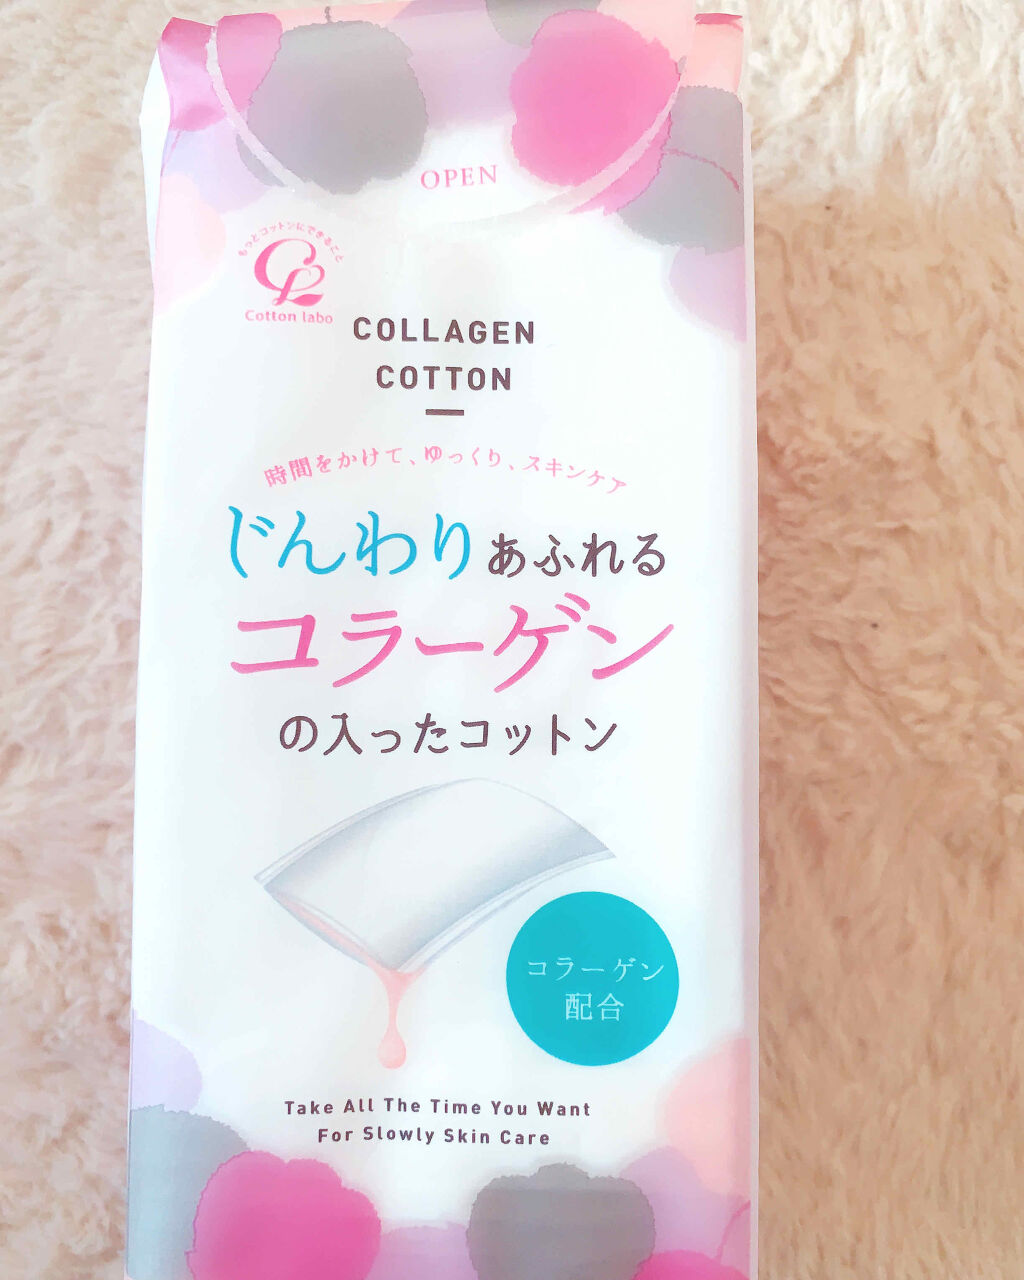 OPEN
もっとコットンにできること
CL
Cotton labo
COLLAGEN
COTTON
時間をかけて、ゆっくり、スキンケア
じんわりあふれる
コラーゲン
の入ったコットン
コラーゲン
配合
Take All The Time You Want
For Slowly Skin Care